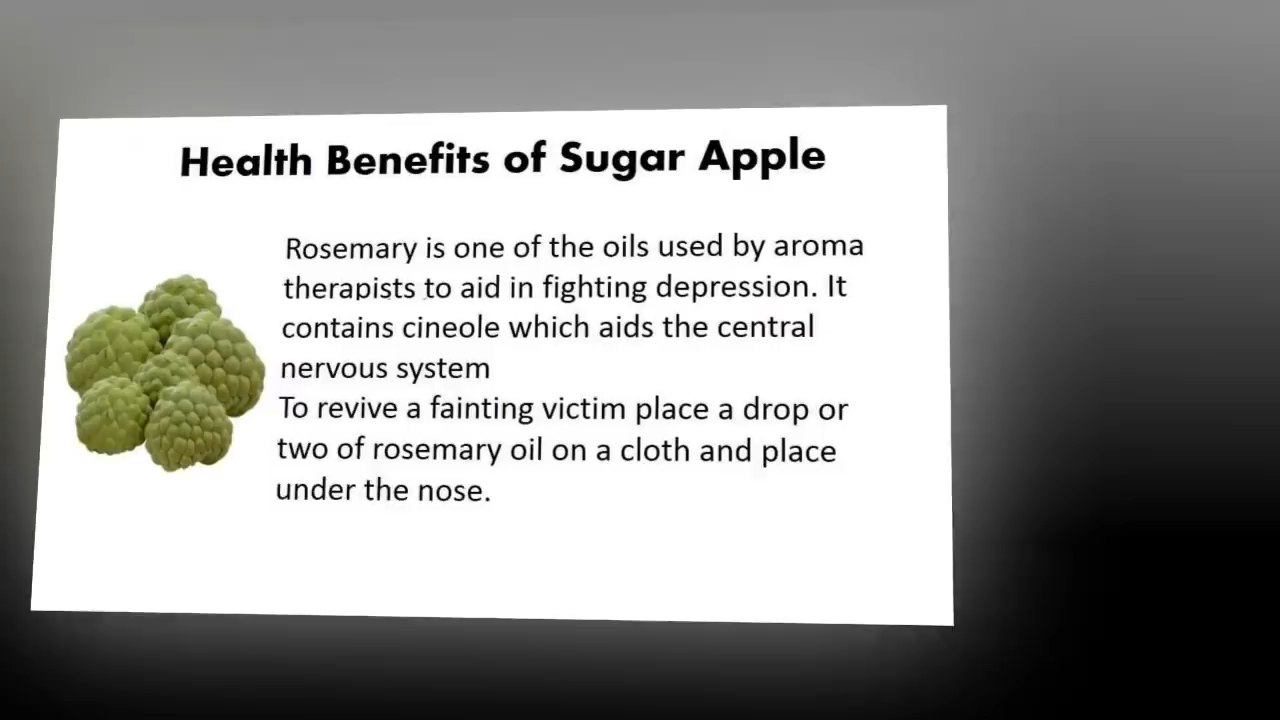 Health Benefits of Sugar Apple
Rosemary is one of the oils used by aroma
therapists to aid in fighting depression. It
contains cineole which aids the central
nervous system
To revive a fainting victim place a drop or
two of rosemary oil on a cloth and place
under the nose.